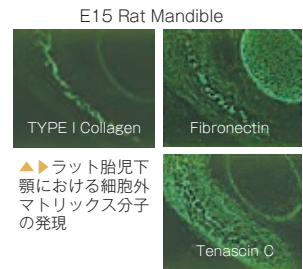 E15 Rat Mandible
TYPE I Collagen
Fibronectin
▲▶ラット胎児下
顎における細胞外
マトリックス分子
の発現
Tenascin C